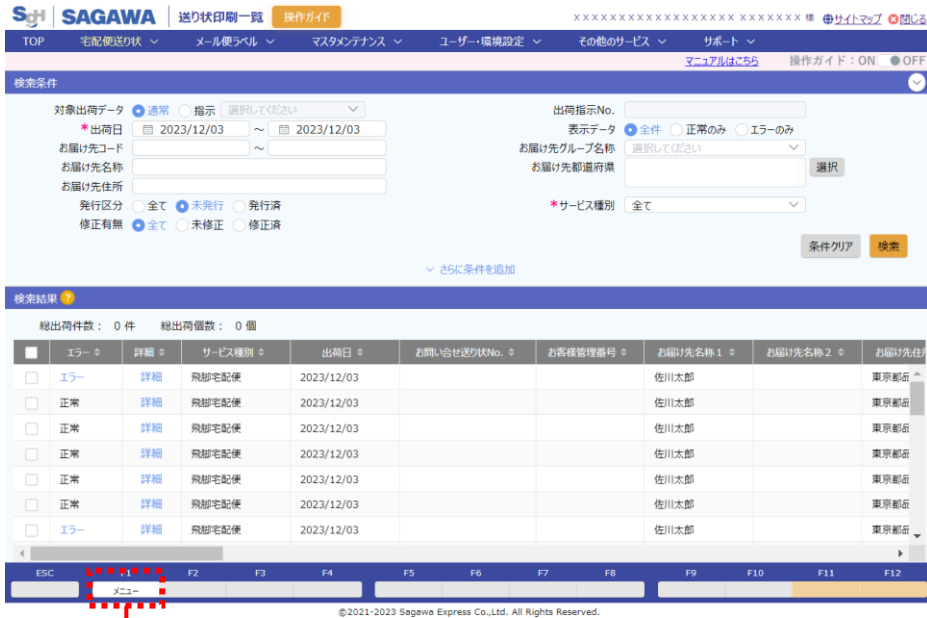 SgH SAGAWA 送り状印刷一覧 操作ガイド ××××××××××××××××××× ××××××× 様 サイトマップ 閉じる
TOP 宅配便送り状 メール便ラベル マスタメンテナンス ユーザー・環境設定 その他のサービス サポート
マニュアルはこちら 操作ガイド：ON OFF
検索条件
対象出荷データ 通常 指示 選択してください 出荷指示No.
*出荷日 2023/12/03 ～ 2023/12/03 表示データ 全件 正常のみ エラーのみ
お届け先コード ～ お届け先グループ名称 選択してください
お届け先名称 お届け先都道府県 選択
お届け先住所
発行区分 全て 未発行 発行済 *サービス種別 全て
修正有無 全て 未修正 修正済
条件クリア 検索
さらに条件を追加
検索結果 ?
総出荷件数： 0 件 総出荷個数： 0 個
エラー 詳細 サービス種別 出荷日 お問い合せ送り状No. お客様管理番号 お届け先名称１ お届け先名称２ お届け先住
エラー 詳細 飛脚宅配便 2023/12/03 佐川太郎 東京都品
正常 詳細 飛脚宅配便 2023/12/03 佐川太郎 東京都品
正常 詳細 飛脚宅配便 2023/12/03 佐川太郎 東京都品
正常 詳細 飛脚宅配便 2023/12/03 佐川太郎 東京都品
正常 詳細 飛脚宅配便 2023/12/03 佐川太郎 東京都品
正常 詳細 飛脚宅配便 2023/12/03 佐川太郎 東京都品
エラー 詳細 飛脚宅配便 2023/12/03 佐川太郎 東京都品
ESC F1 F2 F3 F4 F5 F6 F7 F8 F9 F10 F11 F12
メニュー
©2021-2023 Sagawa Express Co.,Ltd. All Rights Reserved.